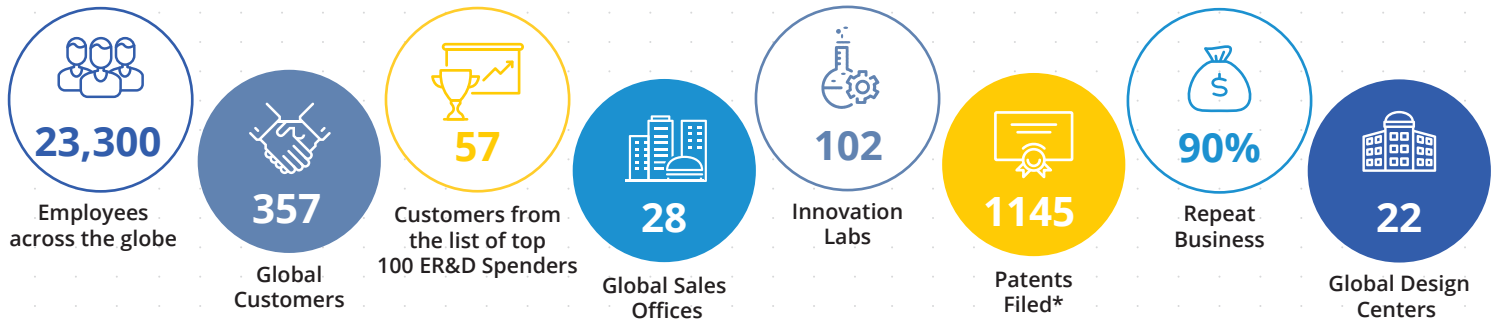 23,300
Employees
across the globe
357
Global
Customers
57
Customers from
the list of top
100 ER&D Spenders
28
Global Sales
Offices
102
Innovation
Labs
1145
Patents
Filed*
$
90%
Repeat
Business
22
Global Design
Centers